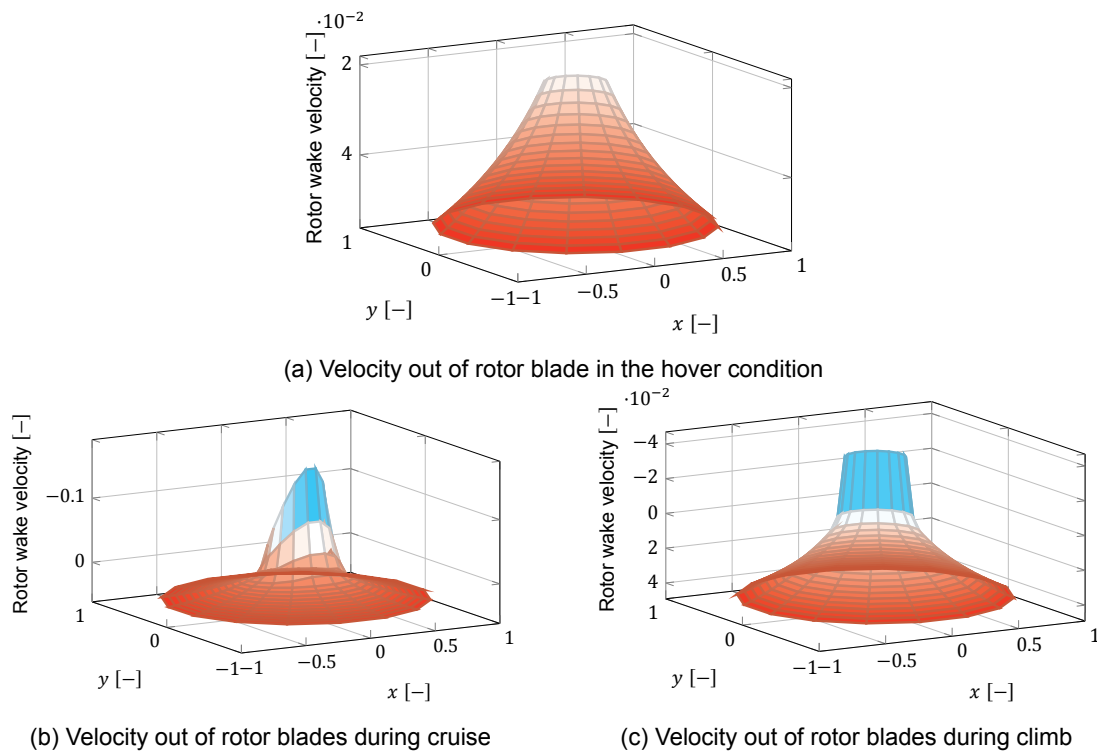 ·10⁻²
Rotor wake velocity [−]
2
4
1
0
−1
−1
−0.5
0
0.5
1
y [−]
x [−]
(a) Velocity out of rotor blade in the hover condition
Rotor wake velocity [−]
−0.1
0
1
0
−1
−1
−0.5
0
0.5
1
y [−]
x [−]
(b) Velocity out of rotor blades during cruise
·10⁻²
Rotor wake velocity [−]
−4
−2
0
2
4
1
0
−1
−1
−0.5
0
0.5
1
y [−]
x [−]
(c) Velocity out of rotor blades during climb